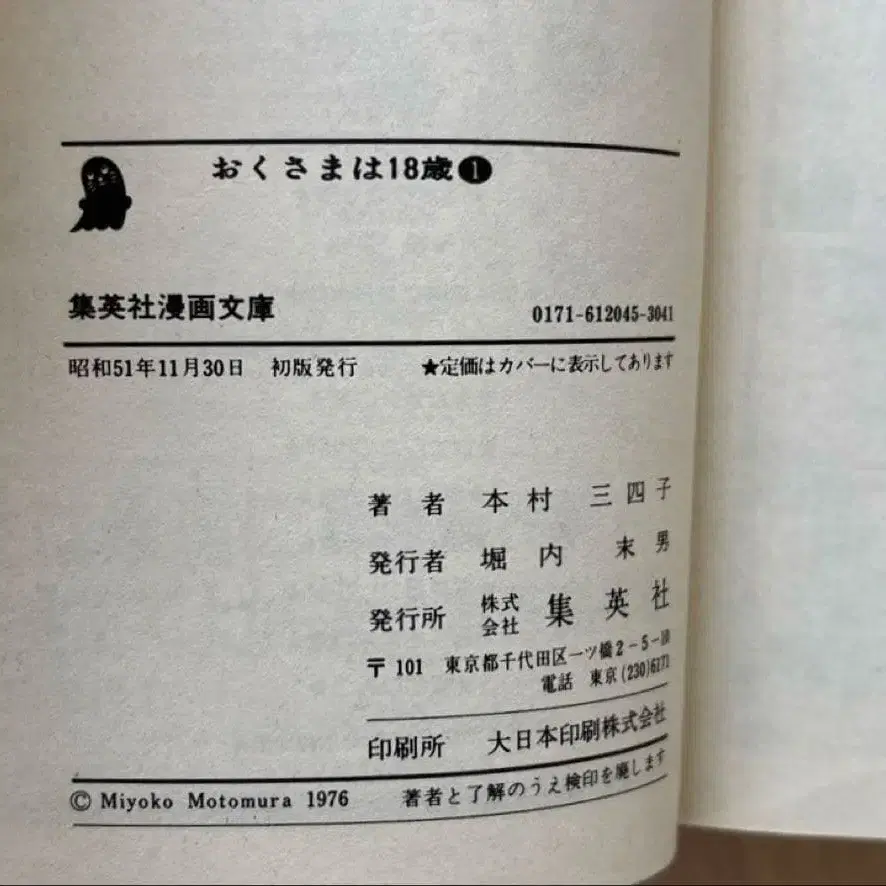 おくさまは18歳❶
集英社漫画文庫
0171-612045-3041
昭和51年11月30日 初版発行 ★定価はカバーに表示してあります
著者 本村 三四子
発行者 堀内 末男
発行所 株式会社 集英社
〒101 東京都千代田区一ツ橋2-5-10
電話 東京(230)6171
印刷所 大日本印刷株式会社
© Miyoko Motomura 1976 著者と了解のうえ検印を廃します